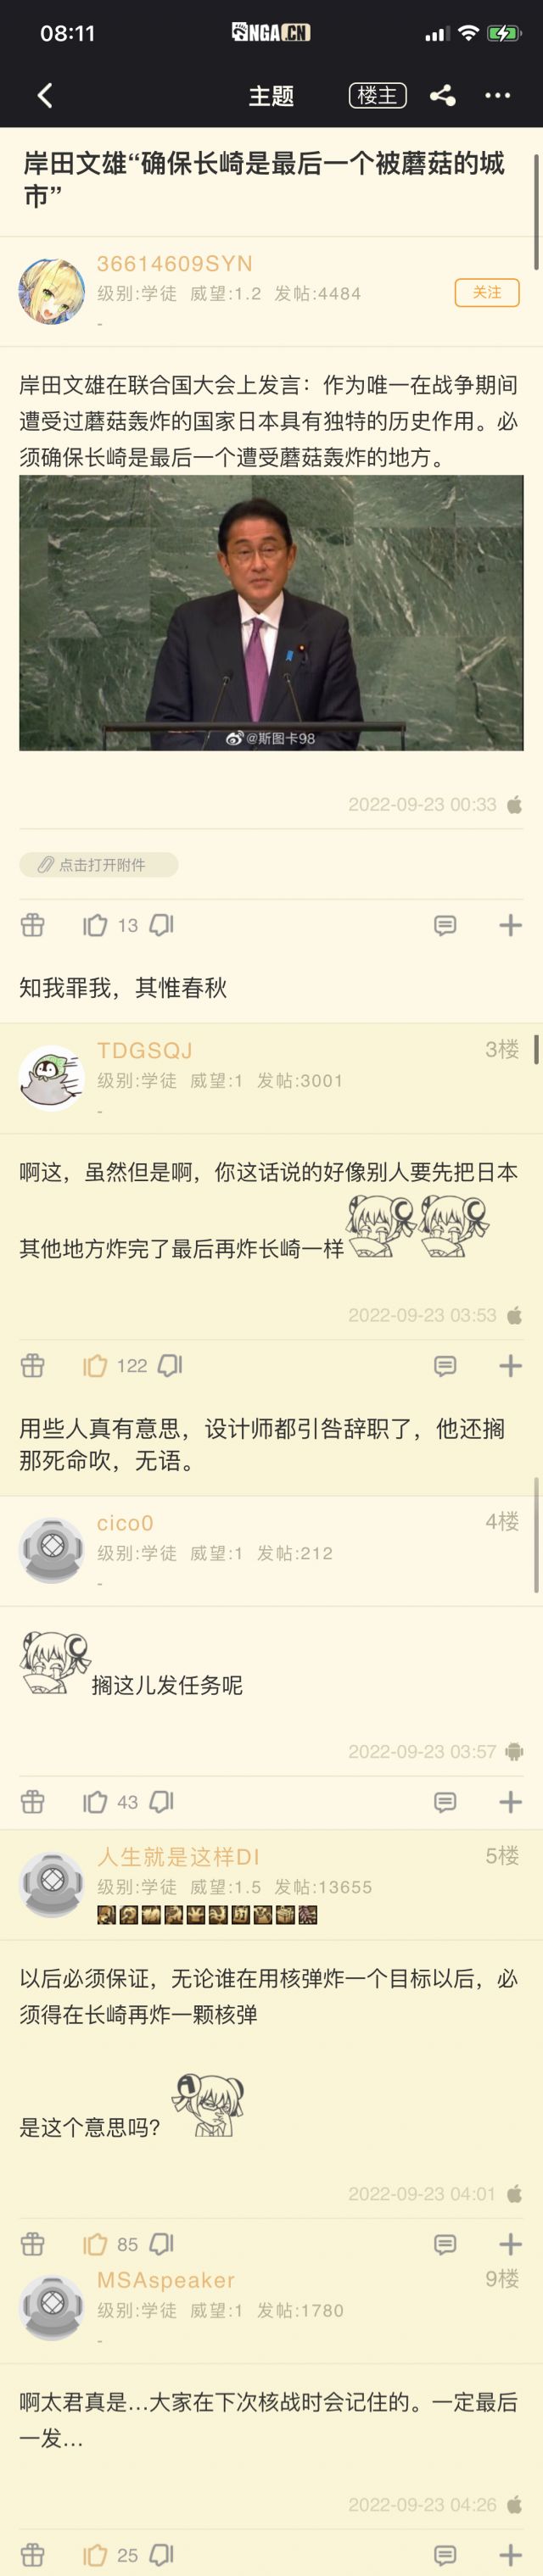 08:11
NGA.CN
主题
楼主
岸田文雄“确保长崎是最后一个被蘑菇的城
市”
36614609SYN
级别:学徒 威望:1.2 发帖:4484
关注
-
岸田文雄在联合国大会上发言：作为唯一在战争期间
遭受过蘑菇轰炸的国家日本具有独特的历史作用。必
须确保长崎是最后一个遭受蘑菇轰炸的地方。
@斯图卡98
2022-09-23 00:33
点击打开附件
13
知我罪我，其惟春秋
TDGSQJ
3楼
级别:学徒 威望:1 发帖:3001
-
啊这，虽然但是啊，你这话说的好像别人要先把日本
其他地方炸完了最后再炸长崎一样
2022-09-23 03:53
122
用些人真有意思，设计师都引咎辞职了，他还搁
那死命吹，无语。
cico0
4楼
级别:学徒 威望:1 发帖:212
-
搁这儿发任务呢
2022-09-23 03:57
43
人生就是这样DI
5楼
级别:学徒 威望:1.5 发帖:13655
以后必须保证，无论谁在用核弹炸一个目标以后，必
须得在长崎再炸一颗核弹
是这个意思吗?
2022-09-23 04:01
85
MSAspeaker
9楼
级别:学徒 威望:1 发帖:1780
-
啊太君真是...大家在下次核战时会记住的。一定最后
一发...
2022-09-23 04:26
25